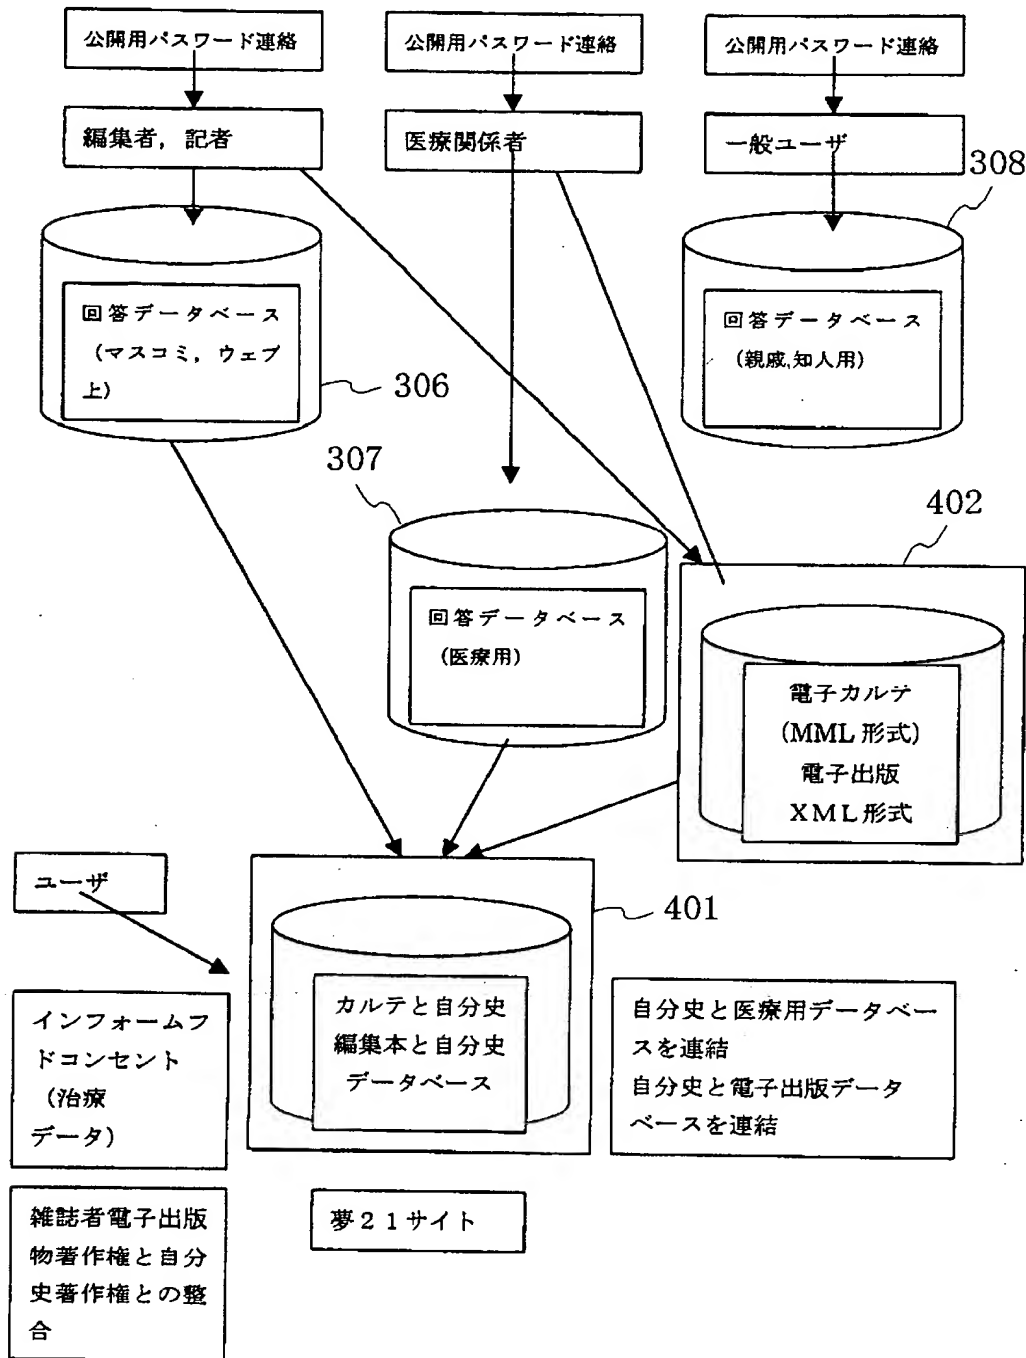 公開用パスワード連絡
公開用パスワード連絡
公開用パスワード連絡
編集者，記者
医療関係者
一般ユーザ
308
回答データベース
（マスコミ，ウェブ
上）
306
回答データベース
（親戚,知人用）
307
402
回答データベース
（医療用）
電子カルテ
(MML 形式)
電子出版
ＸＭＬ形式
ユーザ
401
カルテと自分史
編集本と自分史
データベース
インフォームフ
ドコンセント
（治療
データ）
自分史と医療用データベー
スを連結
自分史と電子出版データ
ベースを連結
雑誌者電子出版
物著作権と自分
史著作権との整
合
夢２１サイト